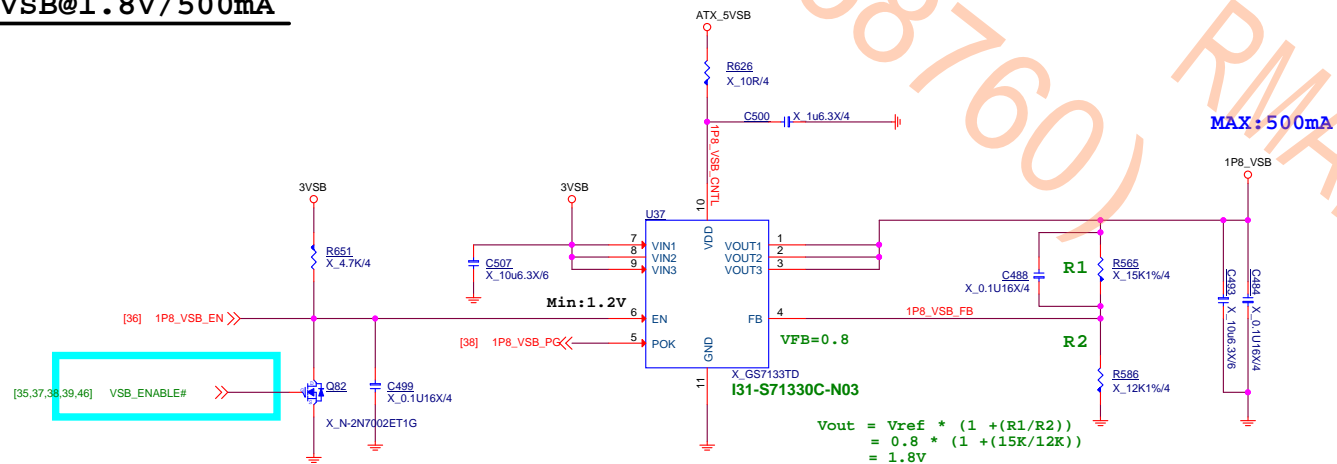 VSB@1.8V/500mA
ATX_5VSB
R626
X_10R/4
C500
X_1u6.3X/4
1P8_VSB_CNTL
8760)
RMA
MAX:500mA
1P8_VSB
3VSB
3VSB
R651
X_4.7K/4
C507
X_10u6.3X/6
U37
10
VDD
7
VIN1
8
VIN2
9
VIN3
VOUT1
1
VOUT2
2
VOUT3
3
C488
X_0.1U16X/4
R1
R565
X_15K1%/4
C493
X_10u6.3X/6
C484
X_0.1U16X/4
Min:1.2V
[36] 1P8_VSB_EN
6
EN
FB
4
1P8_VSB_FB
[38] 1P8_VSB_PG
5
POK
VFB=0.8
R2
GND
11
X_GS7133TD
I31-S71330C-N03
R586
X_12K1%/4
[35,37,38,39,46] VSB_ENABLE#
Q82
X_N-2N7002ET1G
C499
X_0.1U16X/4
Vout = Vref * (1 +(R1/R2))
= 0.8 * (1 +(15K/12K))
= 1.8V